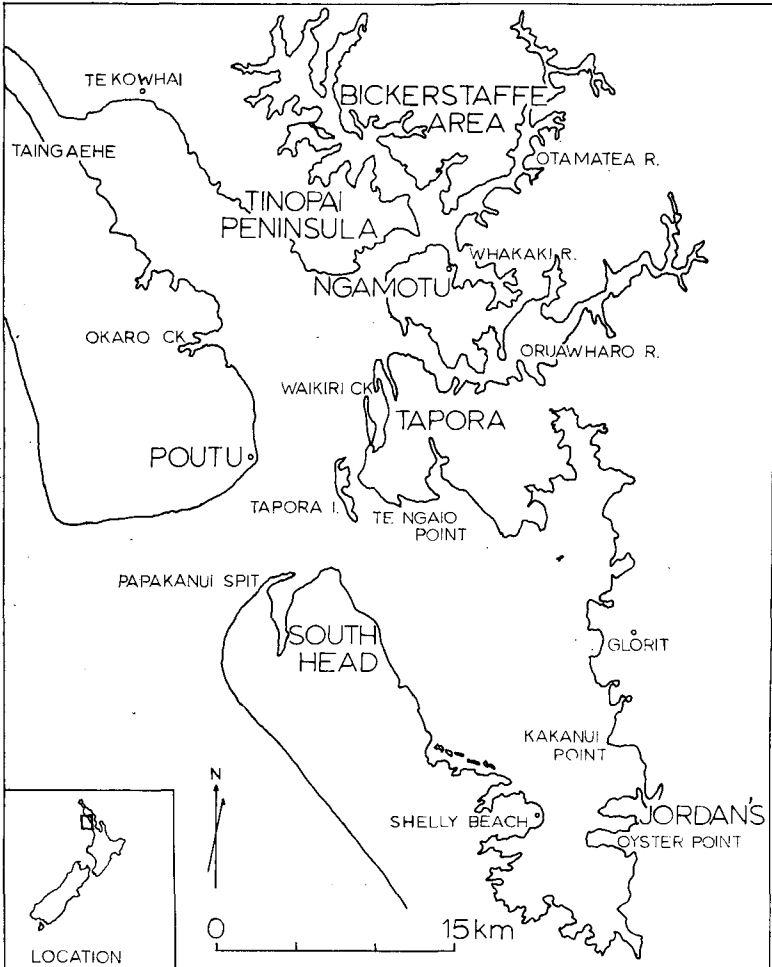 TE KOWHAI
BICKERSTAFFE
AREA
TAINGAEHE
OTAMATEA R.
TINOPAI
PENINSULA
WHAKAKI R.
NGAMOTU
OKARO CK.
ORUAWHARO R.
WAIKIRI CK.
TAPORA
POUTU
TAPORA I.
TE NGAIO
POINT
PAPAKANUI SPIT
SOUTH
HEAD
GLORIT
KAKANUI
POINT
N
SHELLY BEACH
JORDAN'S
OYSTER POINT
0 15km
LOCATION